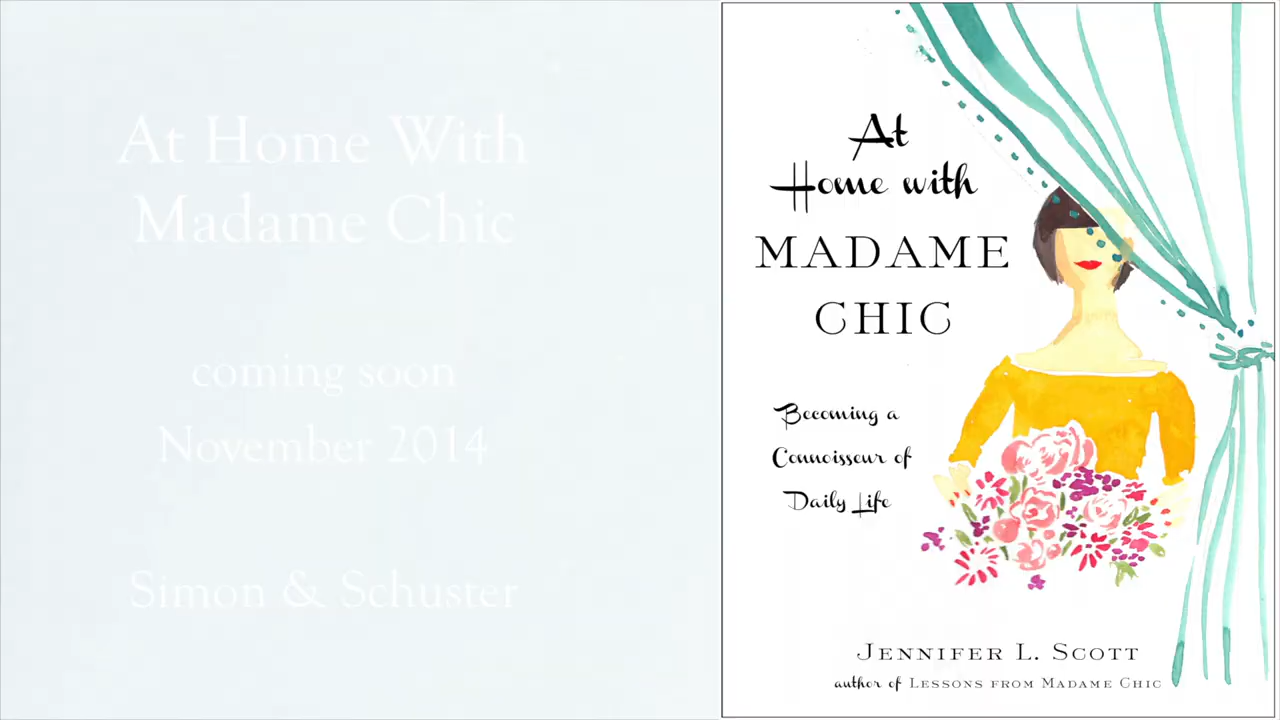 At Home With
Madame Chic
coming soon
November 2014
Simon & Schuster
At
Home with
MADAME
CHIC
Becoming a
Connoisseur of
Daily Life
JENNIFER L. SCOTT
author of LESSONS FROM MADAME CHIC